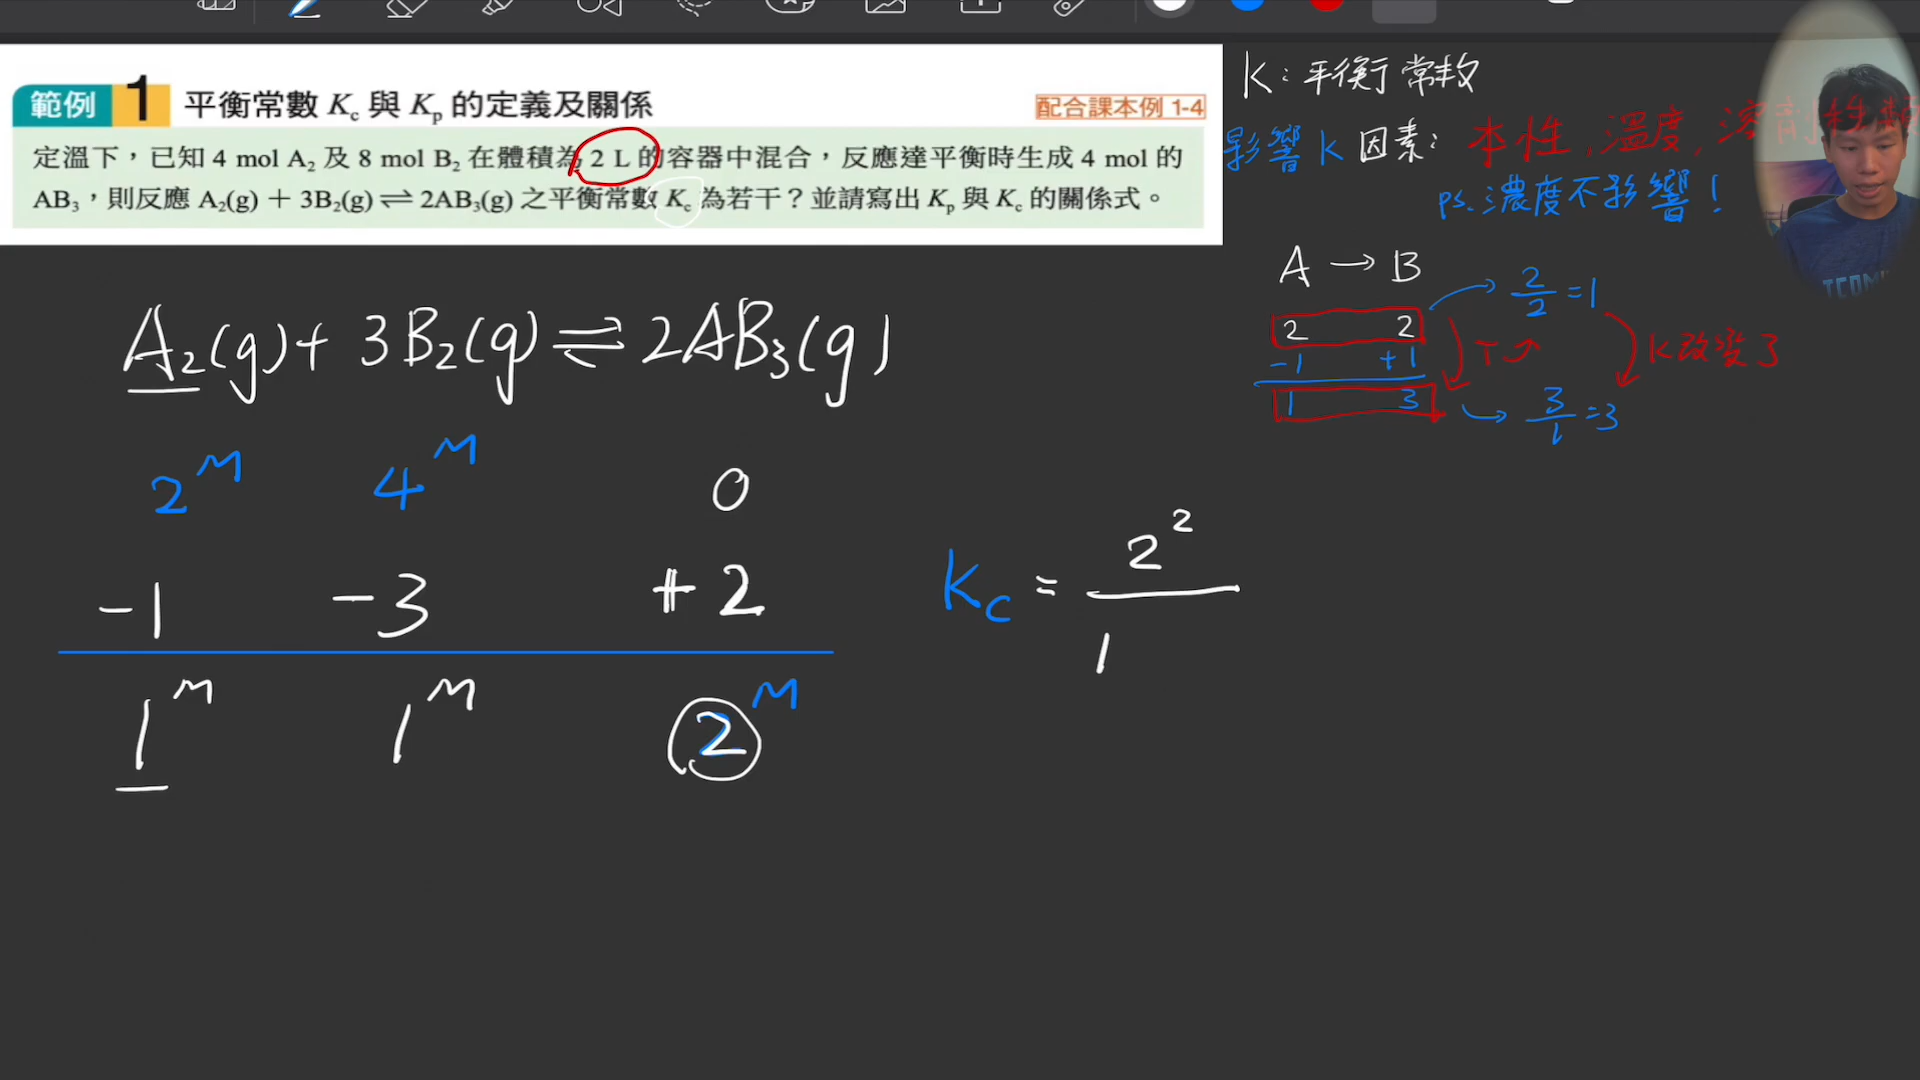 範例 1 平衡常數 Kc 與 Kp 的定義及關係
配合課本例 1-4
定溫下，已知 4 mol A₂ 及 8 mol B₂ 在體積為 2 L 的容器中混合，反應達平衡時生成 4 mol 的
AB₃，則反應 A₂(g) + 3B₂(g) ⇌ 2AB₃(g) 之平衡常數 Kc 為若干？並請寫出 Kp 與 Kc 的關係式。
K：平衡常數
影響 K 因素：本性，溫度，溶劑種類
ps. 濃度不影響！
A → B
2 2
-1 +1
1 3
2/2 = 1
T↗
K改變了
3/1 = 3
A₂(g) + 3B₂(g) ⇌ 2AB₃(g)
2M 4M 0
-1 -3 +2
1M 1M 2M
Kc = 2²
1